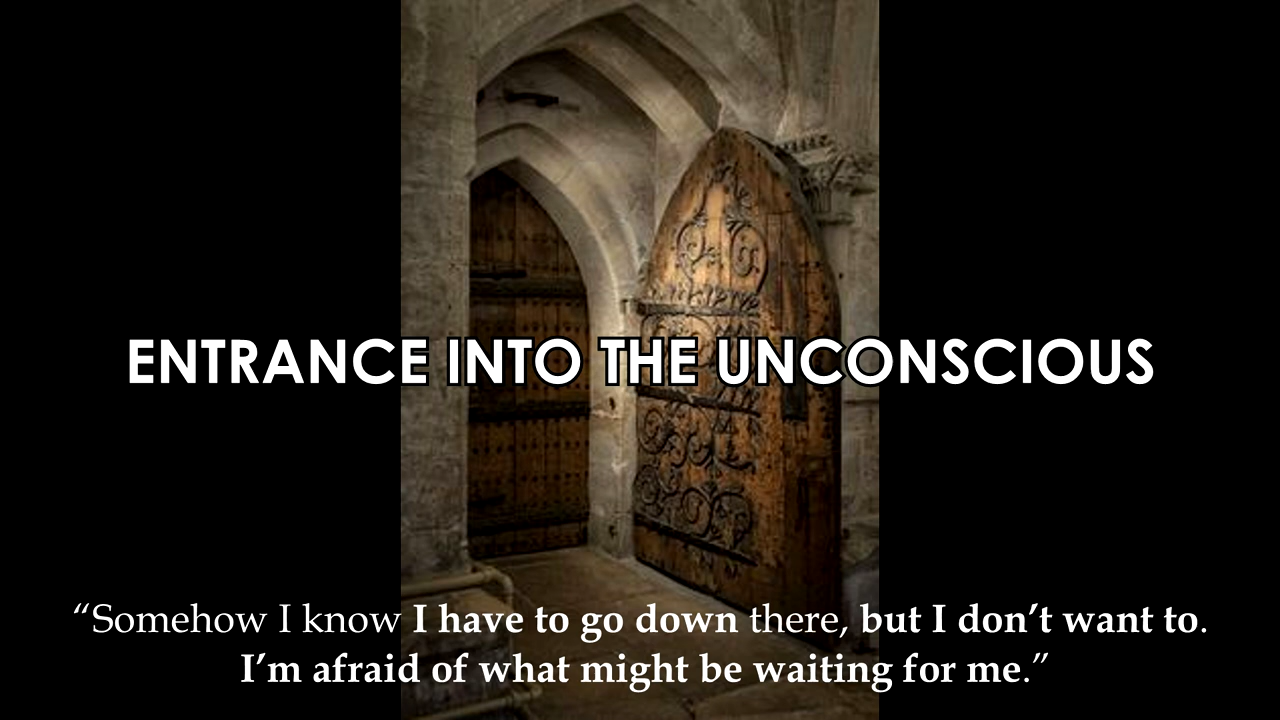 ENTRANCE INTO THE UNCONSCIOUS
“Somehow I know I have to go down there, but I don’t want to.
I’m afraid of what might be waiting for me.”